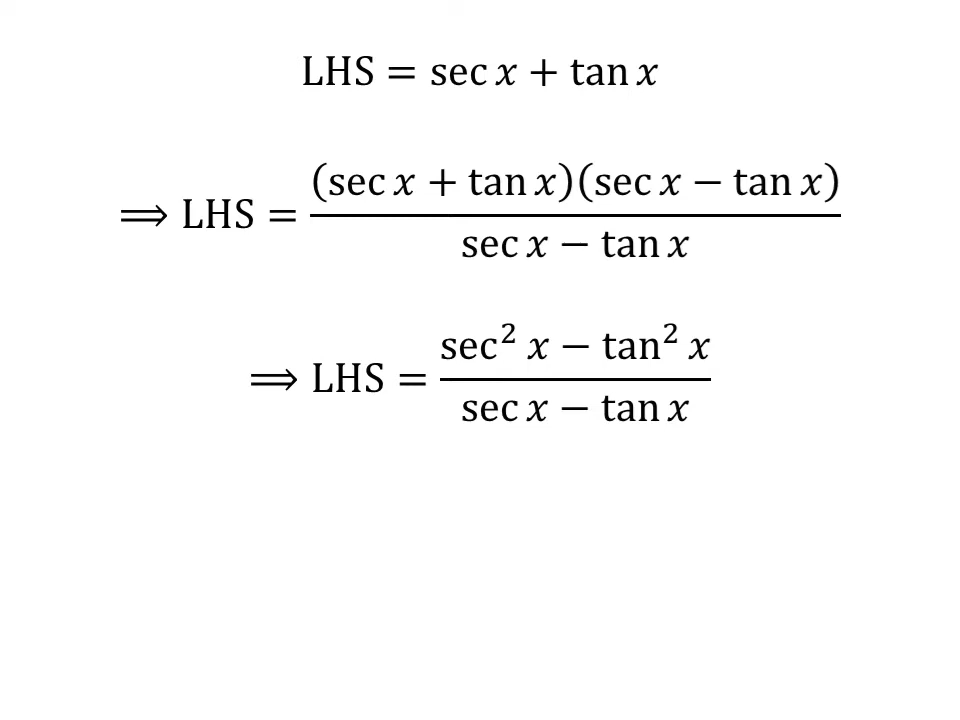 LHS = sec x + tan x
⟹ LHS = (sec x + tan x)(sec x − tan x)
sec x − tan x
⟹ LHS = sec² x − tan² x
sec x − tan x